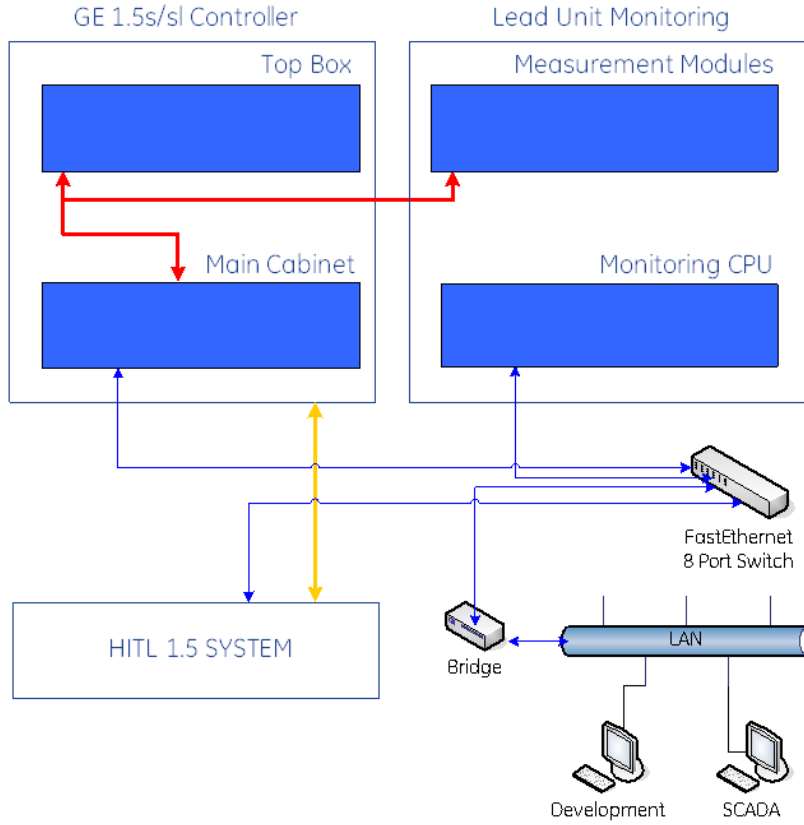 GE 1.5s/sl Controller
Lead Unit Monitoring
Top Box
Measurement Modules
Main Cabinet
Monitoring CPU
FastEthernet
8 Port Switch
HITL 1.5 SYSTEM
LAN
Bridge
Development
SCADA